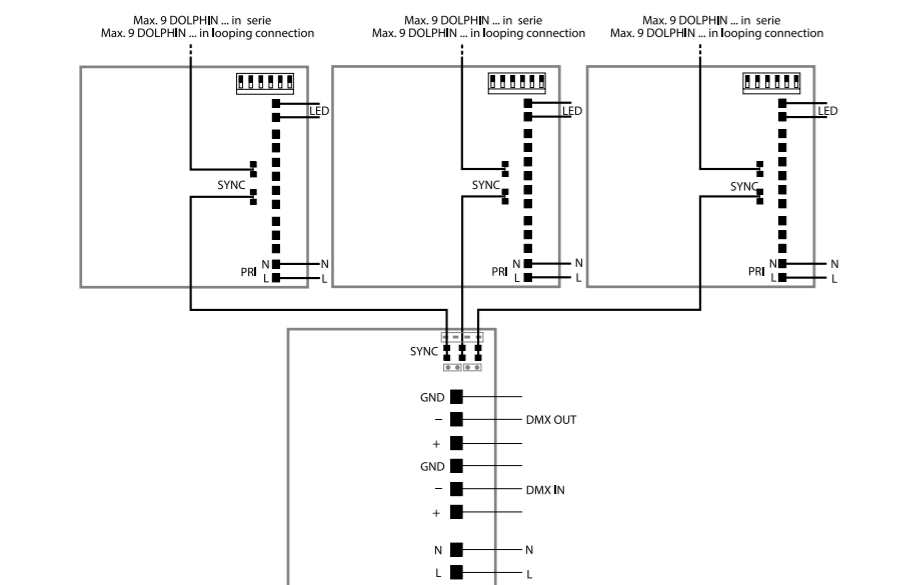 Max. 9 DOLPHIN ... in serie
Max. 9 DOLPHIN ... in looping connection
Max. 9 DOLPHIN ... in serie
Max. 9 DOLPHIN ... in looping connection
Max. 9 DOLPHIN ... in serie
Max. 9 DOLPHIN ... in looping connection
LED
SYNC
PRI
N
N
L
L
LED
SYNC
PRI
N
N
L
L
LED
SYNC
PRI
N
N
L
L
SYNC
GND
– DMX OUT
+
GND
– DMX IN
+
N N
L L